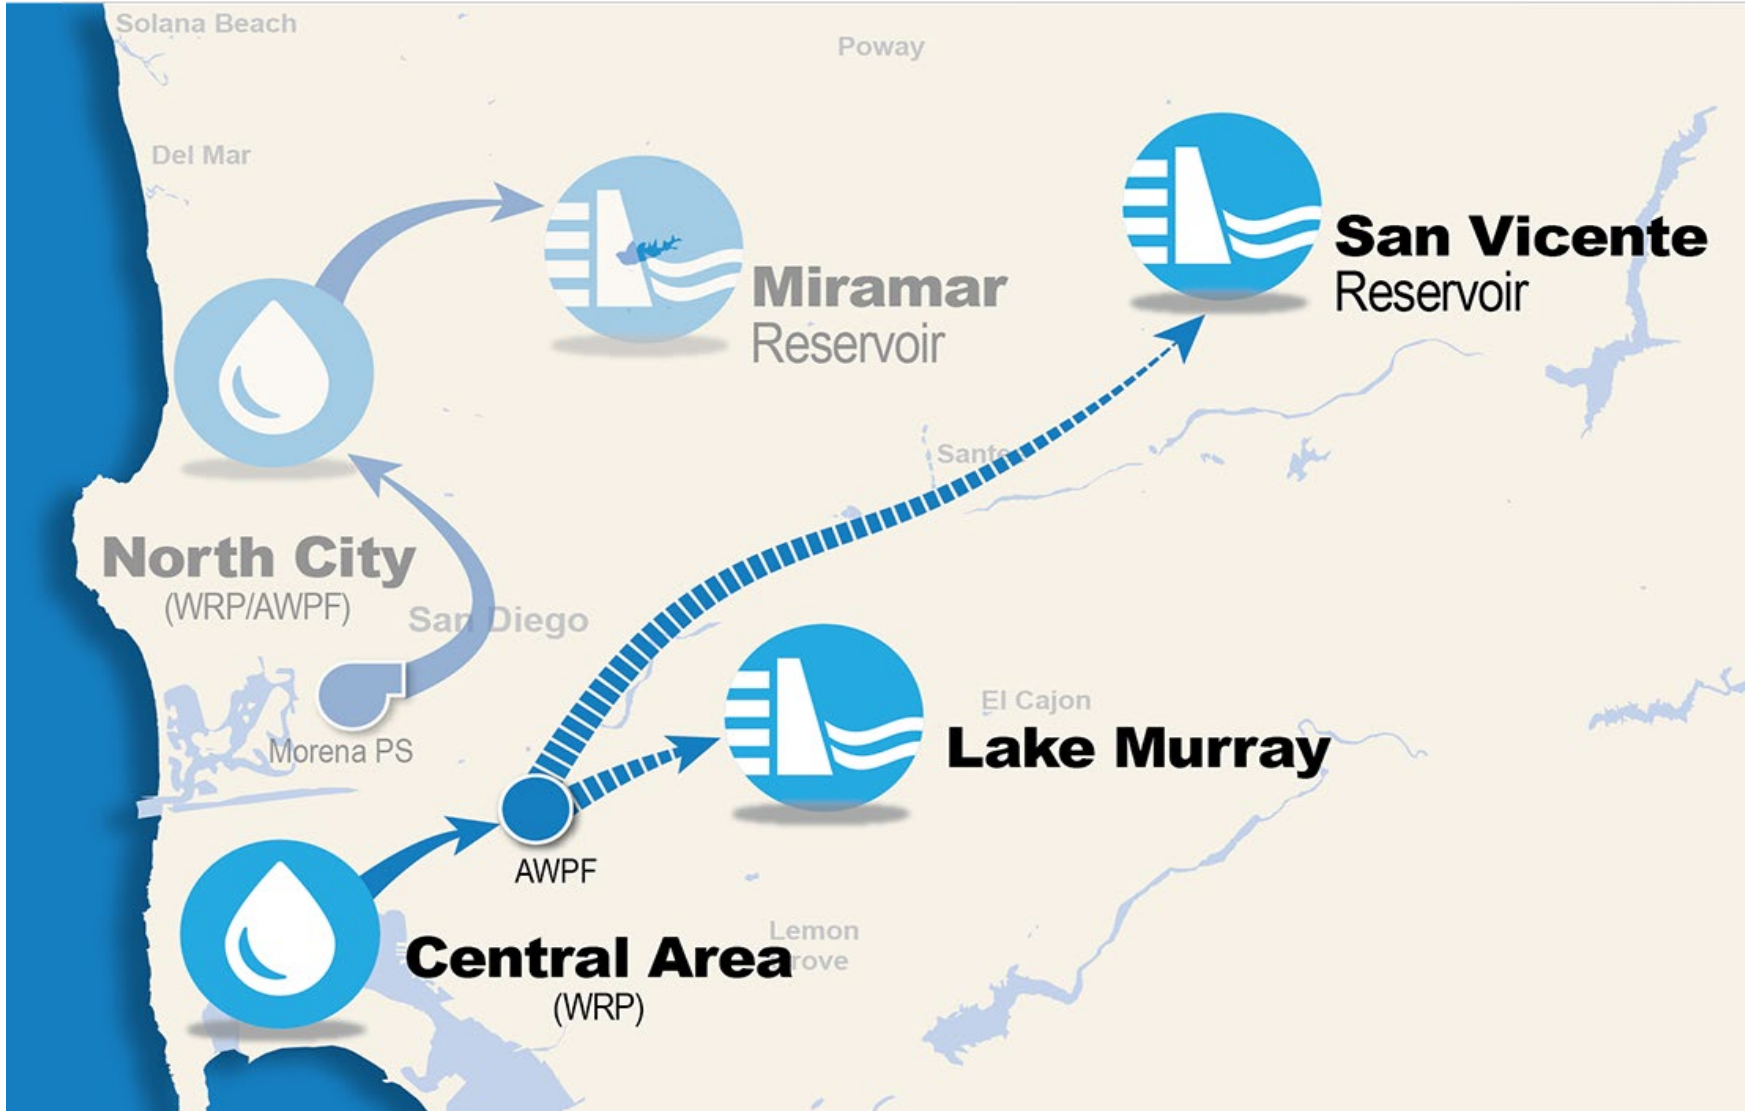 Solana Beach
Poway
Del Mar
San Vicente
Reservoir
Miramar
Reservoir
North City
(WRP/AWPF)
San Diego
Morena PS
El Cajon
Lake Murray
AWPF
Lemon
Central Area
(WRP)